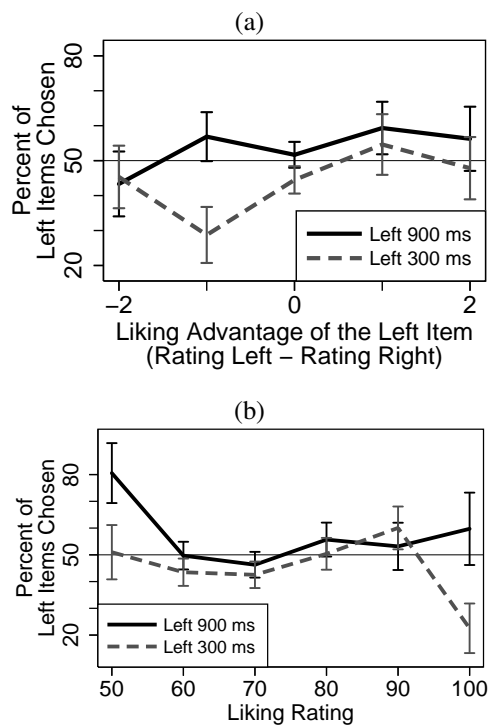 (a)
Percent of
Left Items Chosen
80
50
20
Left 900 ms
Left 300 ms
−2
0
2
Liking Advantage of the Left Item
(Rating Left − Rating Right)
(b)
Percent of
Left Items Chosen
80
50
20
Left 900 ms
Left 300 ms
50 60 70 80 90 100
Liking Rating